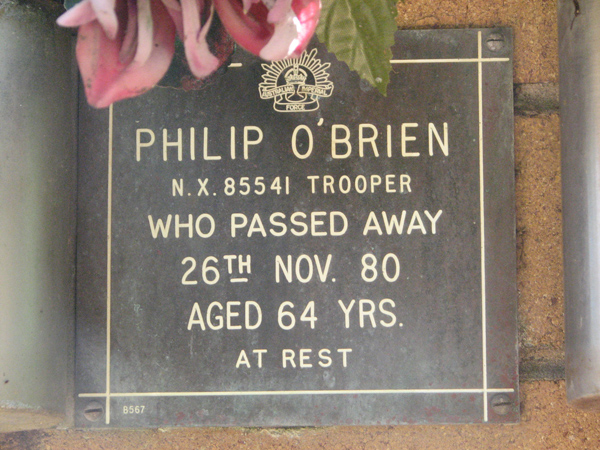 AUSTRALIAN IMPERIAL
FORCE
PHILIP O'BRIEN
N.X.85541 TROOPER
WHO PASSED AWAY
26TH NOV. 80
AGED 64 YRS.
AT REST
8567